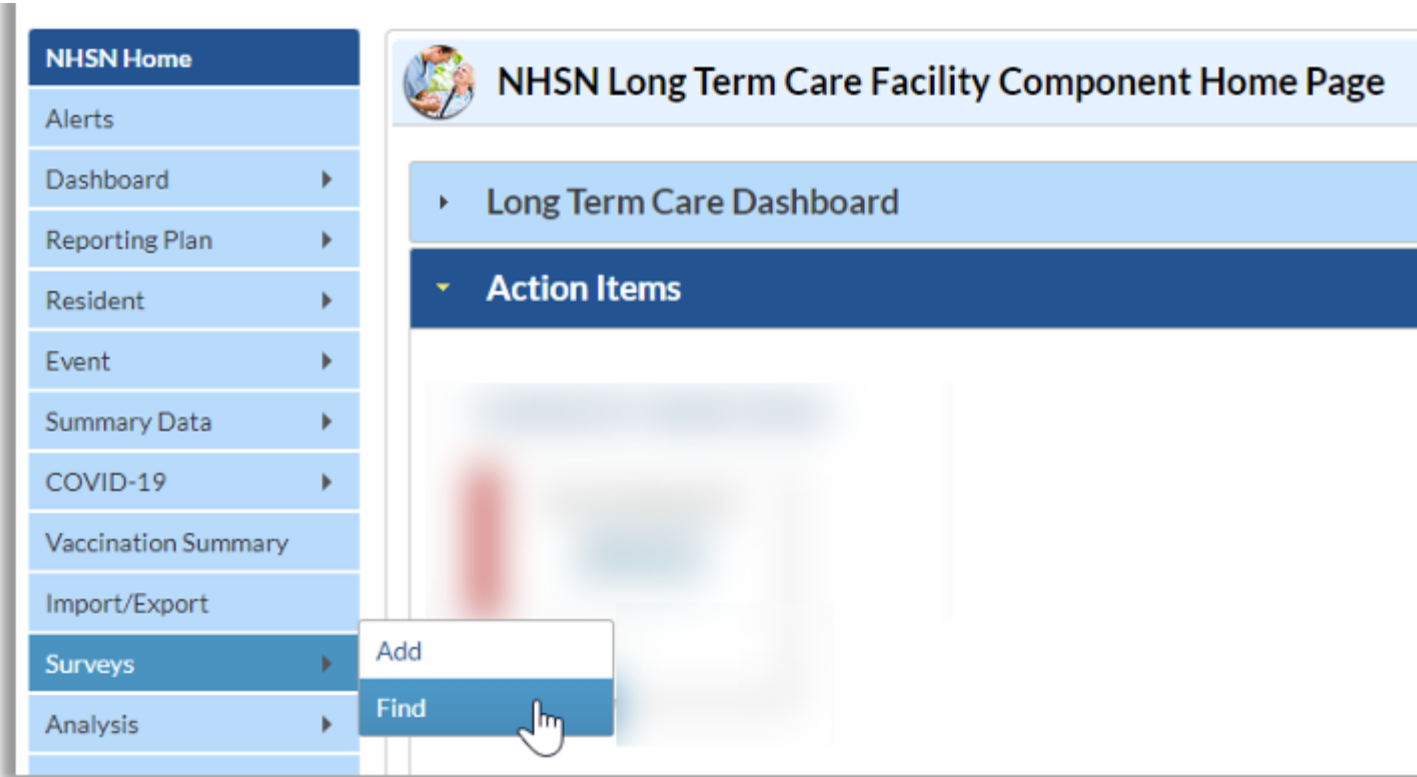 NHSN Home
Alerts
Dashboard
Reporting Plan
Resident
Event
Summary Data
COVID-19
Vaccination Summary
Import/Export
Surveys
Analysis
Add
Find
NHSN Long Term Care Facility Component Home Page
Long Term Care Dashboard
Action Items